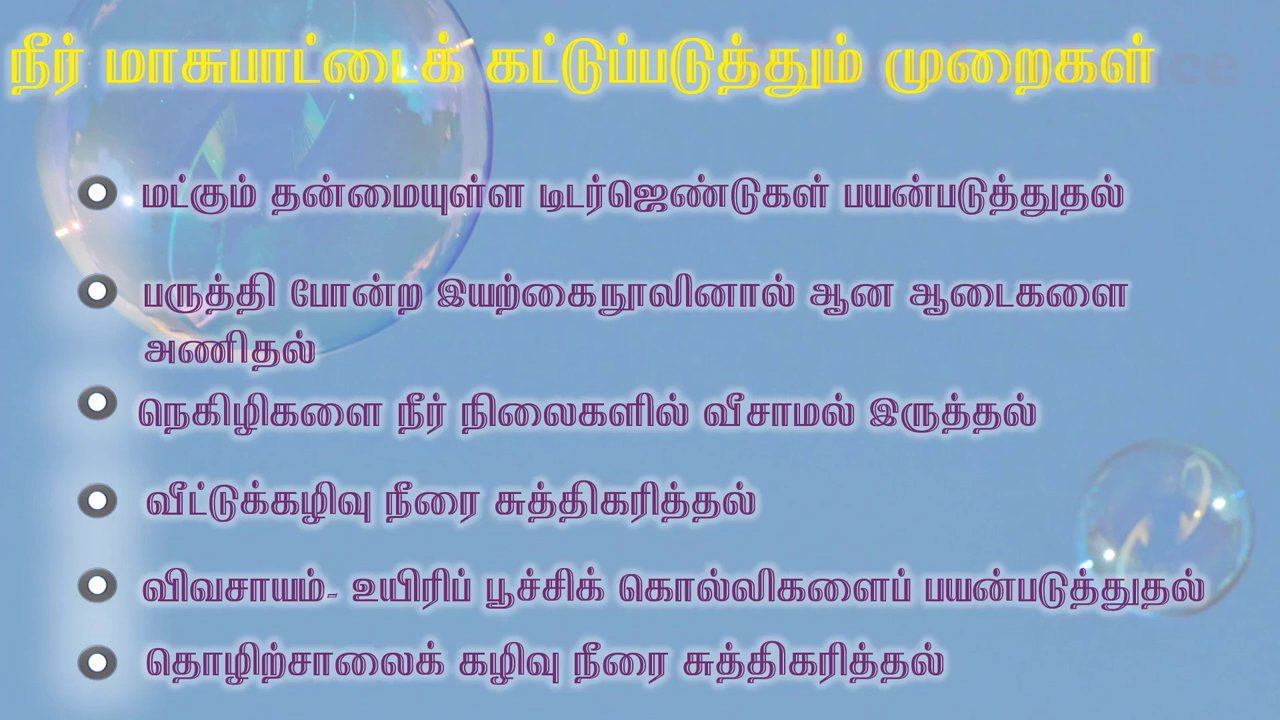 நீர் மாசுபாட்டைக் கட்டுப்படுத்தும் முறைகள்
மட்கும் தன்மையுள்ள டிடர்ஜெண்டுகள் பயன்படுத்துதல்
பருத்தி போன்ற இயற்கைநூலினால் ஆன ஆடைகளை
அணிதல்
நெகிழிகளை நீர் நிலைகளில் வீசாமல் இருத்தல்
வீட்டுக்கழிவு நீரை சுத்திகரித்தல்
விவசாயம்- உயிரிப் பூச்சிக் கொல்லிகளைப் பயன்படுத்துதல்
தொழிற்சாலைக் கழிவு நீரை சுத்திகரித்தல்